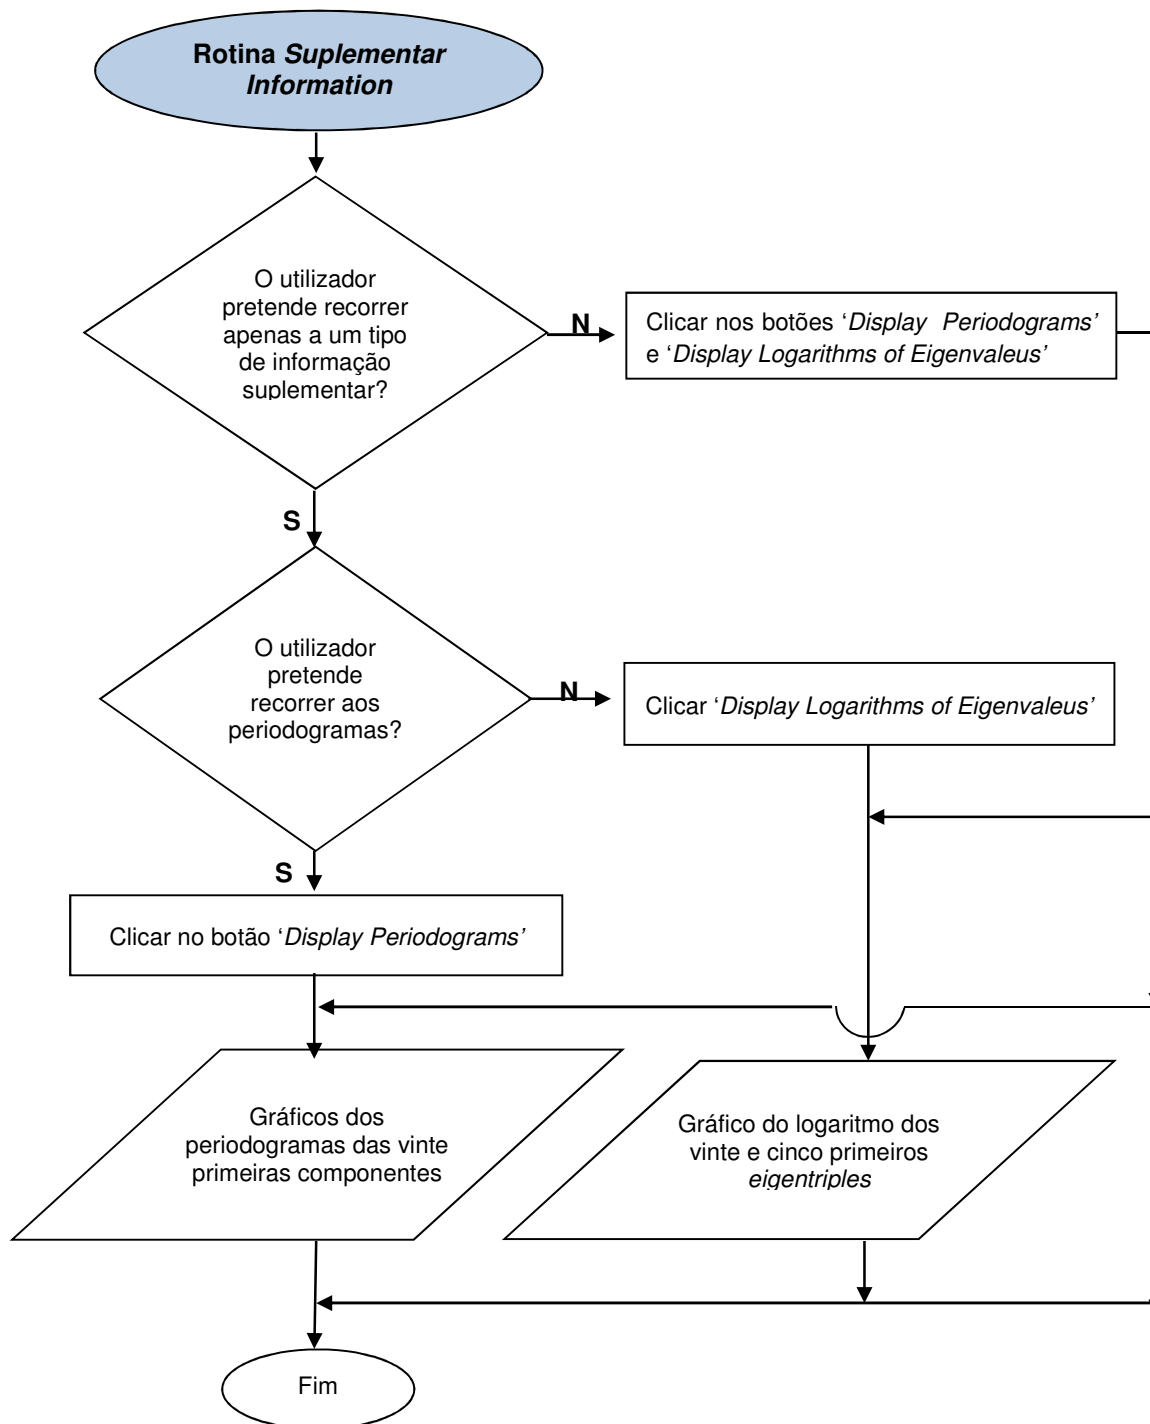 Rotina Suplementar
Information
O utilizador
pretende recorrer
apenas a um tipo
de informação
suplementar?
N
Clicar nos botões ‘Display Periodograms’
e ‘Display Logarithms of Eigenvaleus’
S
O utilizador
pretende
recorrer aos
periodogramas?
N
Clicar ‘Display Logarithms of Eigenvaleus’
S
Clicar no botão ‘Display Periodograms’
Gráficos dos
periodogramas das vinte
primeiras componentes
Gráfico do logaritmo dos
vinte e cinco primeiros
eigentriples
Fim